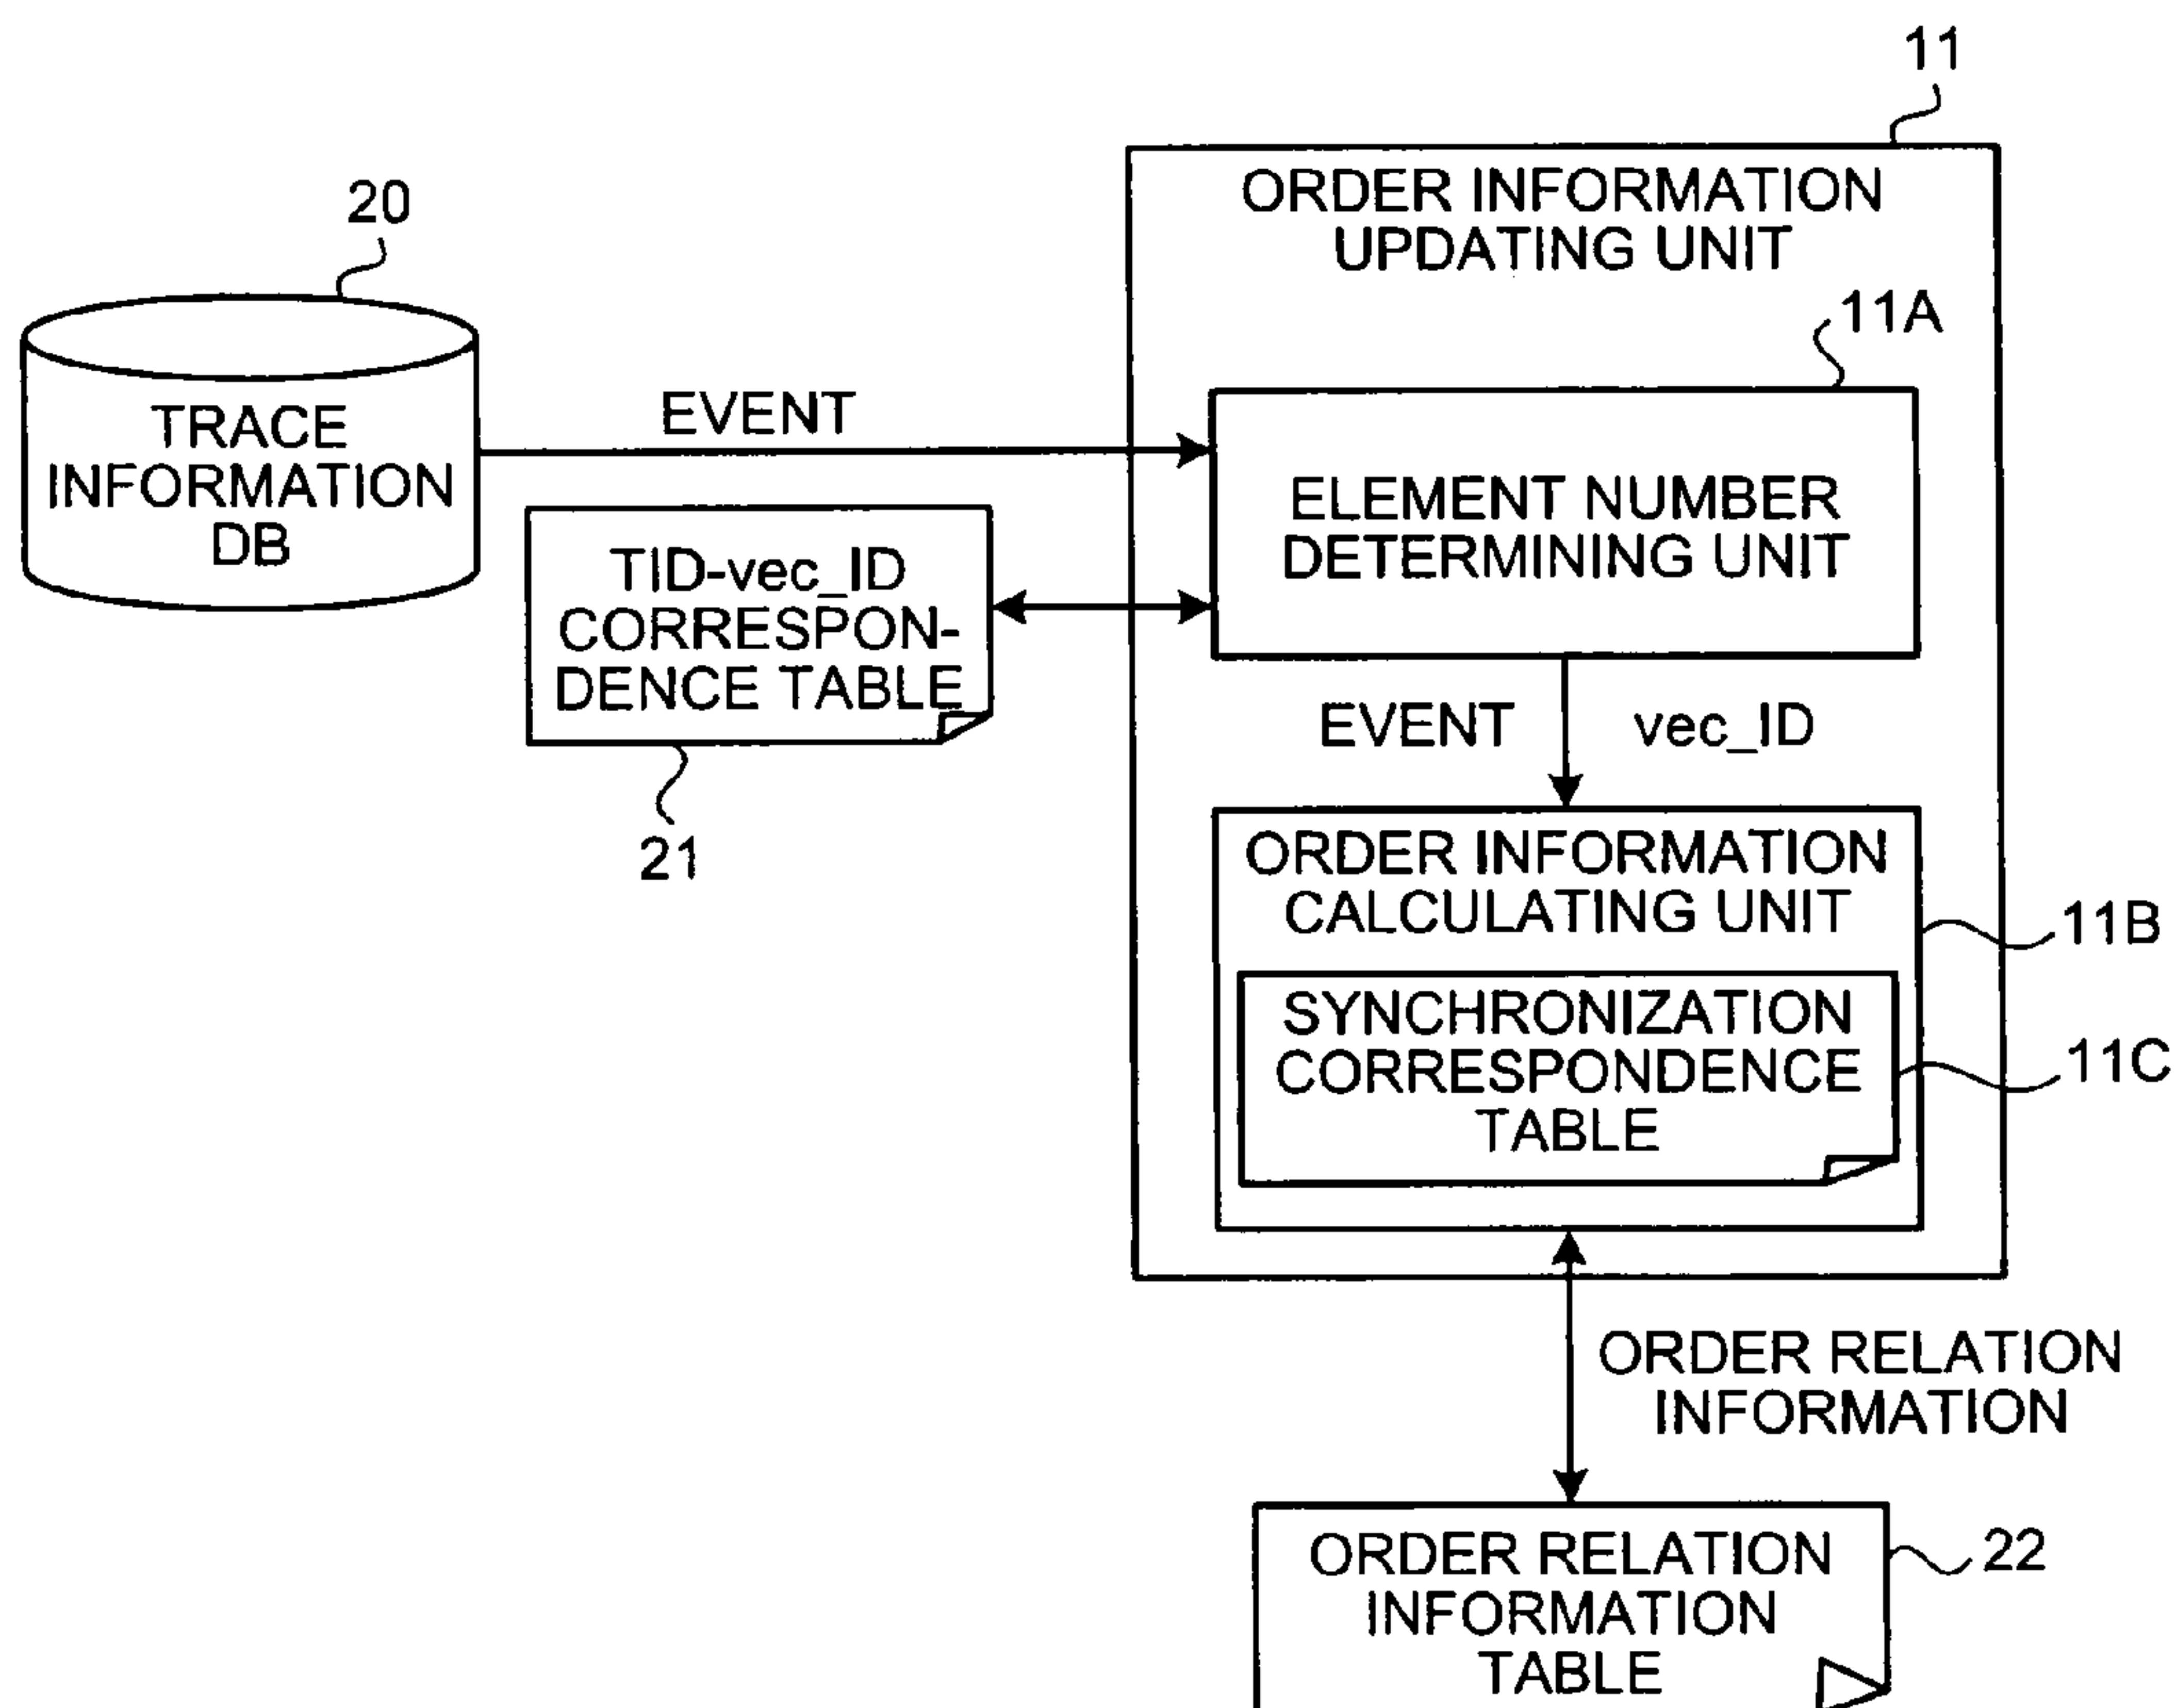 11
ORDER INFORMATION
UPDATING UNIT
20
11A
TRACE
INFORMATION
DB
EVENT
ELEMENT NUMBER
DETERMINING UNIT
TID-vec_ID
CORRESPON-
DENCE TABLE
21
EVENT vec_ID
ORDER INFORMATION
CALCULATING UNIT
11B
SYNCHRONIZATION
CORRESPONDENCE
TABLE
11C
ORDER RELATION
INFORMATION
ORDER RELATION
INFORMATION
TABLE
22